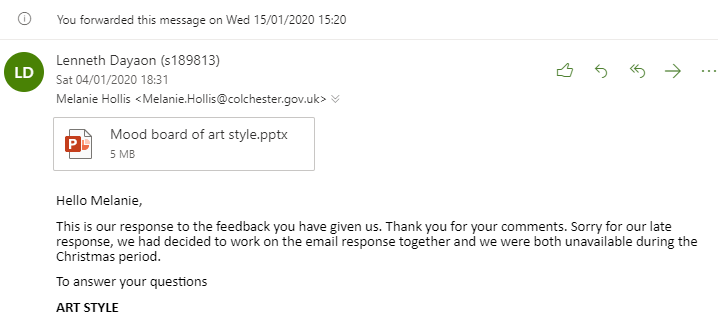 You forwarded this message on Wed 15/01/2020 15:20
LD
Lenneth Dayaon (s189813)
Sat 04/01/2020 18:31
Melanie Hollis <Melanie.Hollis@colchester.gov.uk>
Mood board of art style.pptx
5 MB
Hello Melanie,
This is our response to the feedback you have given us. Thank you for your comments. Sorry for our late
response, we had decided to work on the email response together and we were both unavailable during the
Christmas period.
To answer your questions
ART STYLE